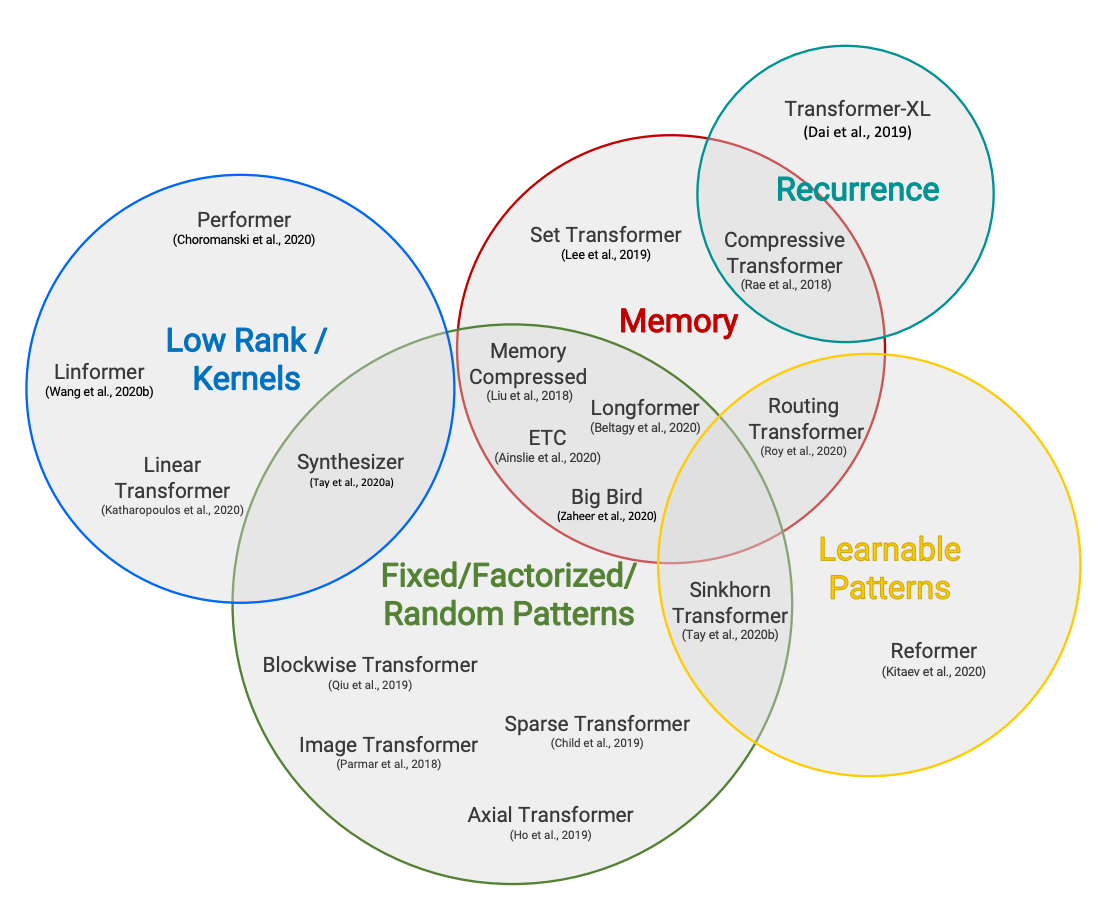 Transformer-XL
(Dai et al., 2019)
Recurrence
Compressive
Transformer
(Rae et al., 2018)
Set Transformer
(Lee et al., 2019)
Memory
Performer
(Choromanski et al., 2020)
Low Rank /
Kernels
Linformer
(Wang et al., 2020b)
Linear
Transformer
(Katharopoulos et al., 2020)
Synthesizer
(Tay et al., 2020a)
Memory
Compressed
(Liu et al., 2018)
Longformer
(Beltagy et al., 2020)
ETC
(Ainslie et al., 2020)
Big Bird
(Zaheer et al., 2020)
Routing
Transformer
(Roy et al., 2020)
Learnable
Patterns
Fixed/Factorized/
Random Patterns
Sinkhorn
Transformer
(Tay et al., 2020b)
Reformer
(Kitaev et al., 2020)
Blockwise Transformer
(Qiu et al., 2019)
Sparse Transformer
(Child et al., 2019)
Image Transformer
(Parmar et al., 2018)
Axial Transformer
(Ho et al., 2019)